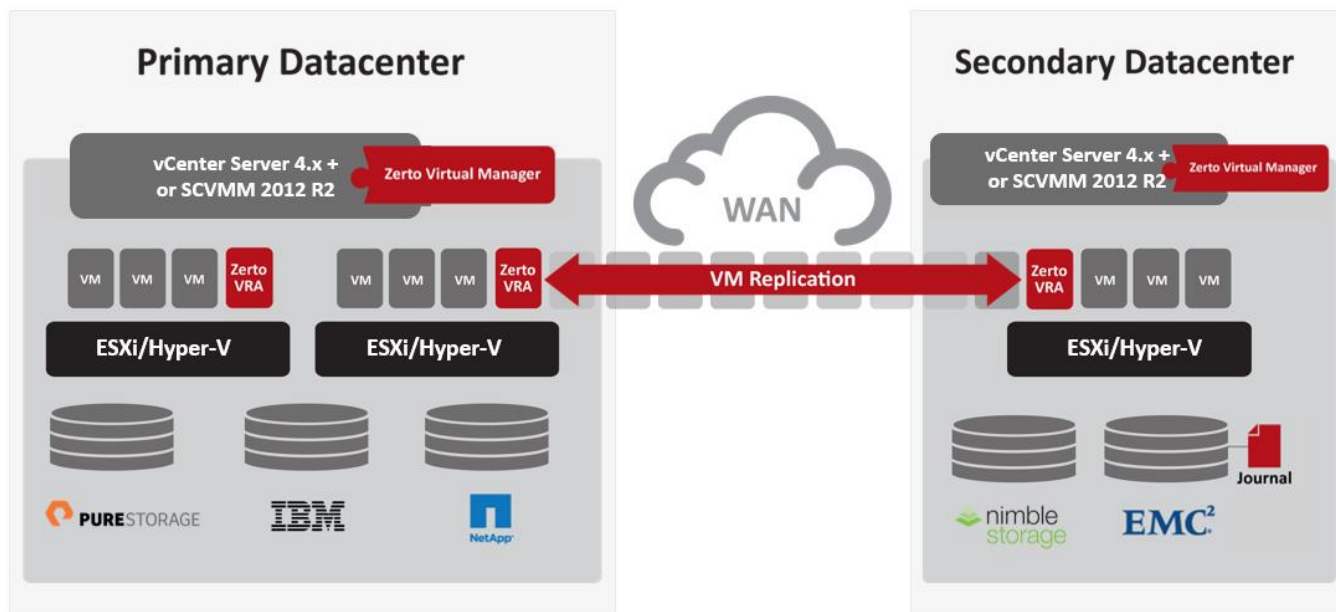 Primary Datacenter
vCenter Server 4.x +
or SCVMM 2012 R2
Zerto Virtual Manager
VM
VM
VM
Zerto
VRA
VM
VM
VM
Zerto
VRA
ESXi/Hyper-V
ESXi/Hyper-V
PURESTORAGE
IBM
NetApp
WAN
VM Replication
Secondary Datacenter
vCenter Server 4.x +
or SCVMM 2012 R2
Zerto Virtual Manager
Zerto
VRA
VM
VM
VM
ESXi/Hyper-V
Journal
nimble
storage
EMC²